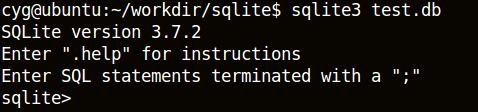 cyg@ubuntu:~/workdir/sqlite$ sqlite3 test.db
SQLite version 3.7.2
Enter ".help" for instructions
Enter SQL statements terminated with a ";"
sqlite>